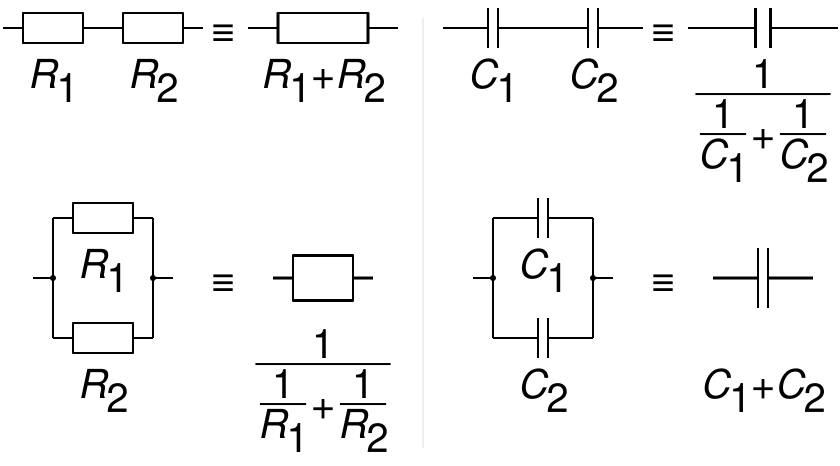 R₁ R₂ ≡ R₁+R₂
C₁ C₂ ≡ 1/(1/C₁ + 1/C₂)
R₁ R₂ ≡ 1/(1/R₁ + 1/R₂)
C₁ C₂ ≡ C₁+C₂